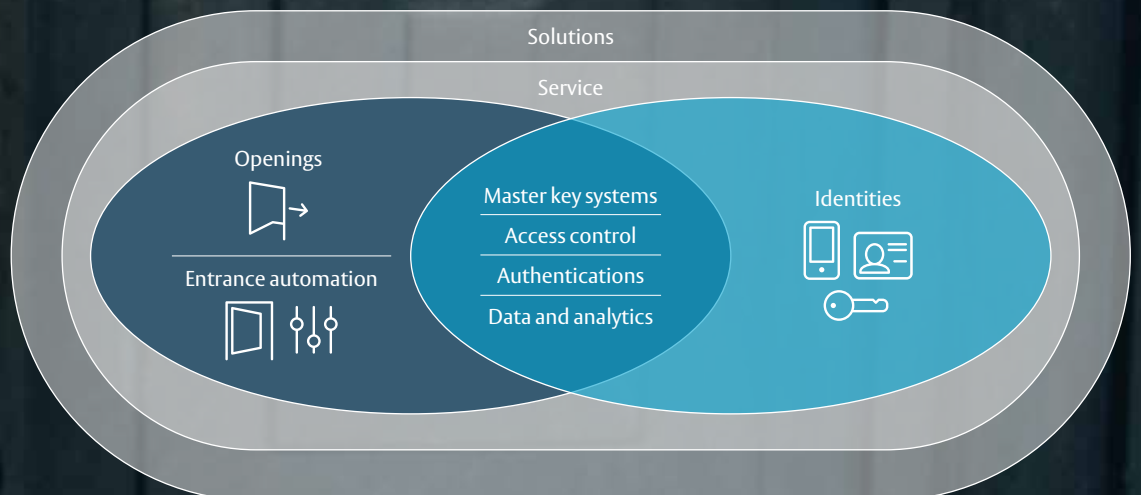 Solutions
Service
Openings
Entrance automation
Master key systems
Access control
Authentications
Data and analytics
Identities